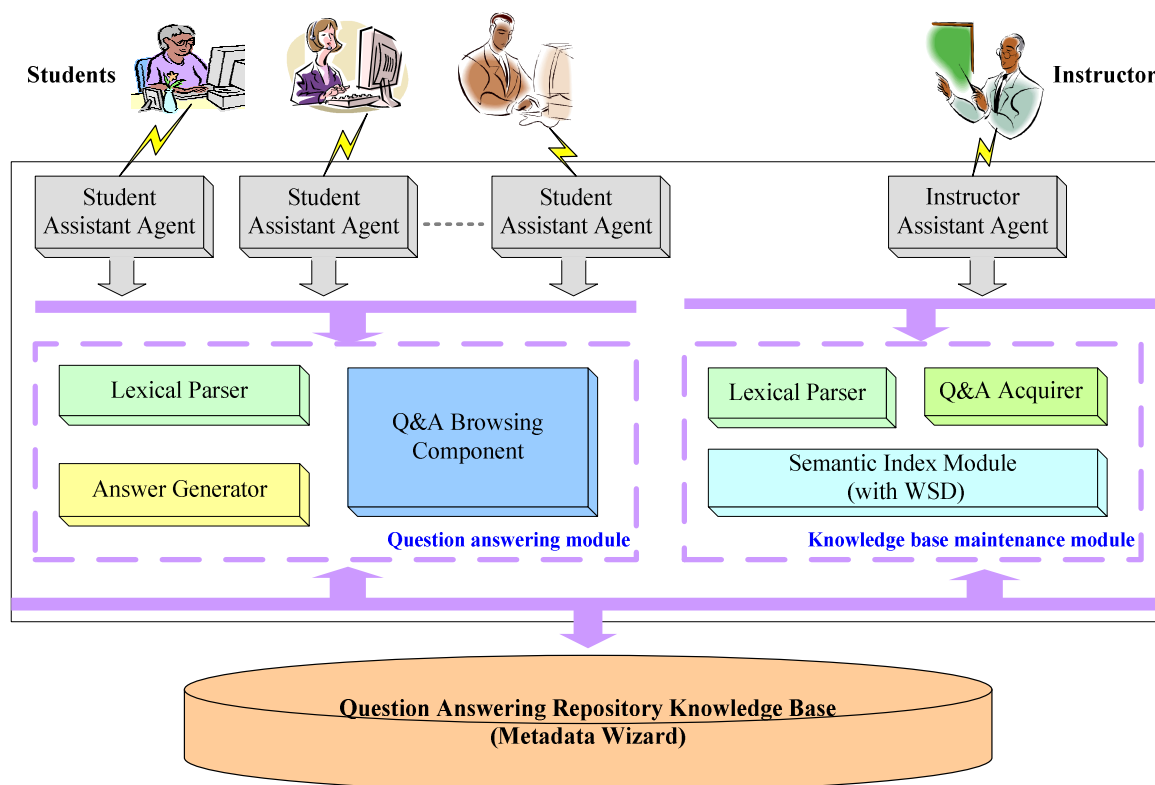 Students
Instructor
Student
Assistant Agent
Student
Assistant Agent
Student
Assistant Agent
Instructor
Assistant Agent
Lexical Parser
Answer Generator
Q&A Browsing
Component
Question answering module
Lexical Parser
Q&A Acquirer
Semantic Index Module
(with WSD)
Knowledge base maintenance module
Question Answering Repository Knowledge Base
(Metadata Wizard)